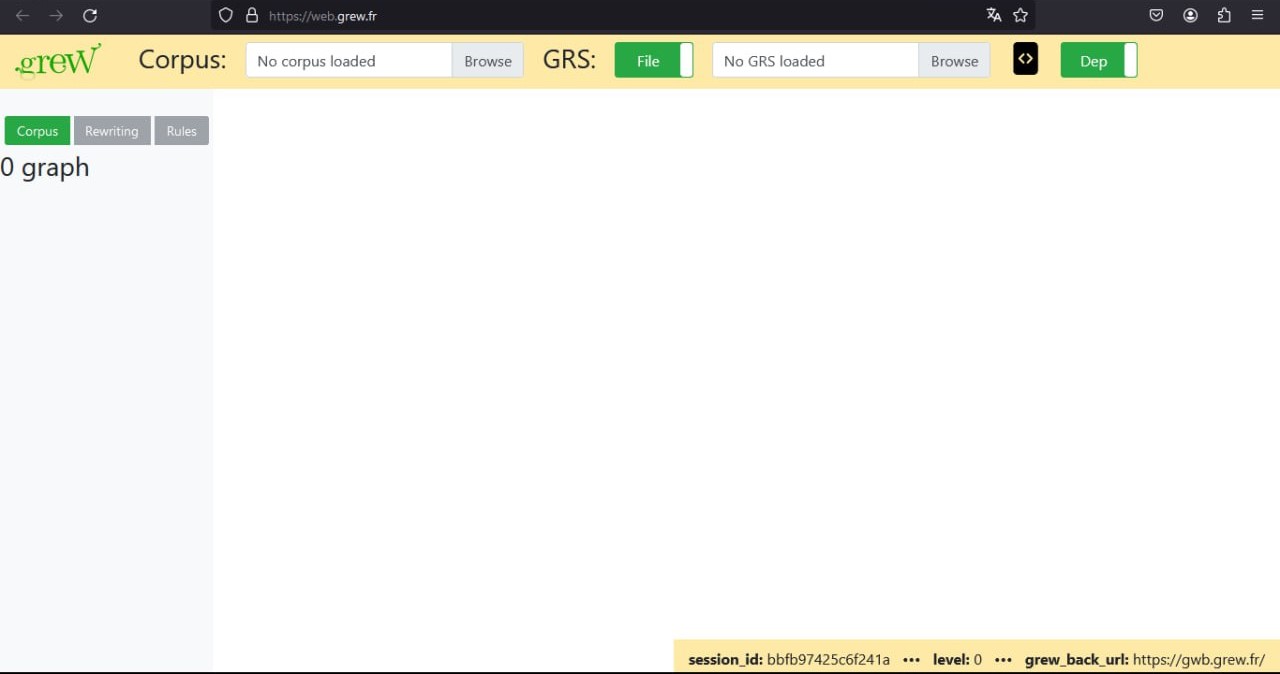 https://web.grew.fr
.grew Corpus: No corpus loaded Browse GRS: File No GRS loaded Browse <> Dep
Corpus Rewriting Rules
0 graph
session_id: bbfb97425c6f241a ••• level: 0 ••• grew_back_url: https://gwb.grew.fr/